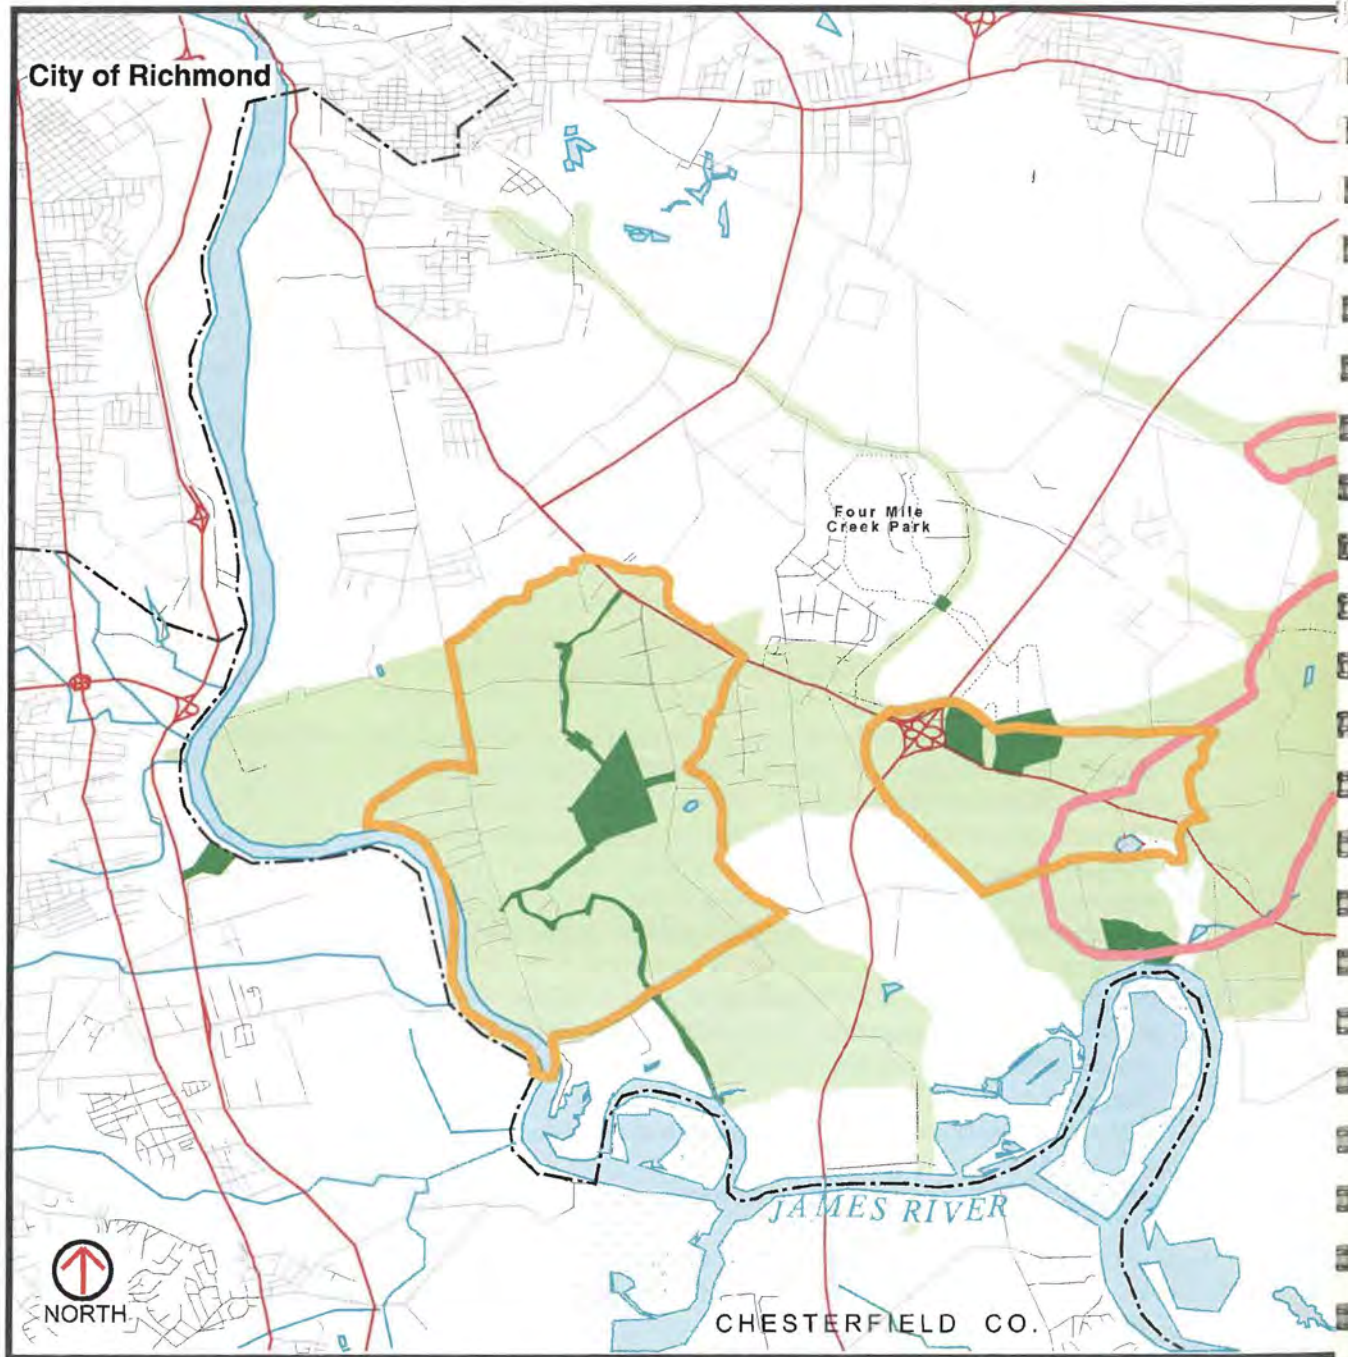 City of Richmond
Four Mile
Creek Park
JAMES RIVER
NORTH
CHESTERFIELD CO.